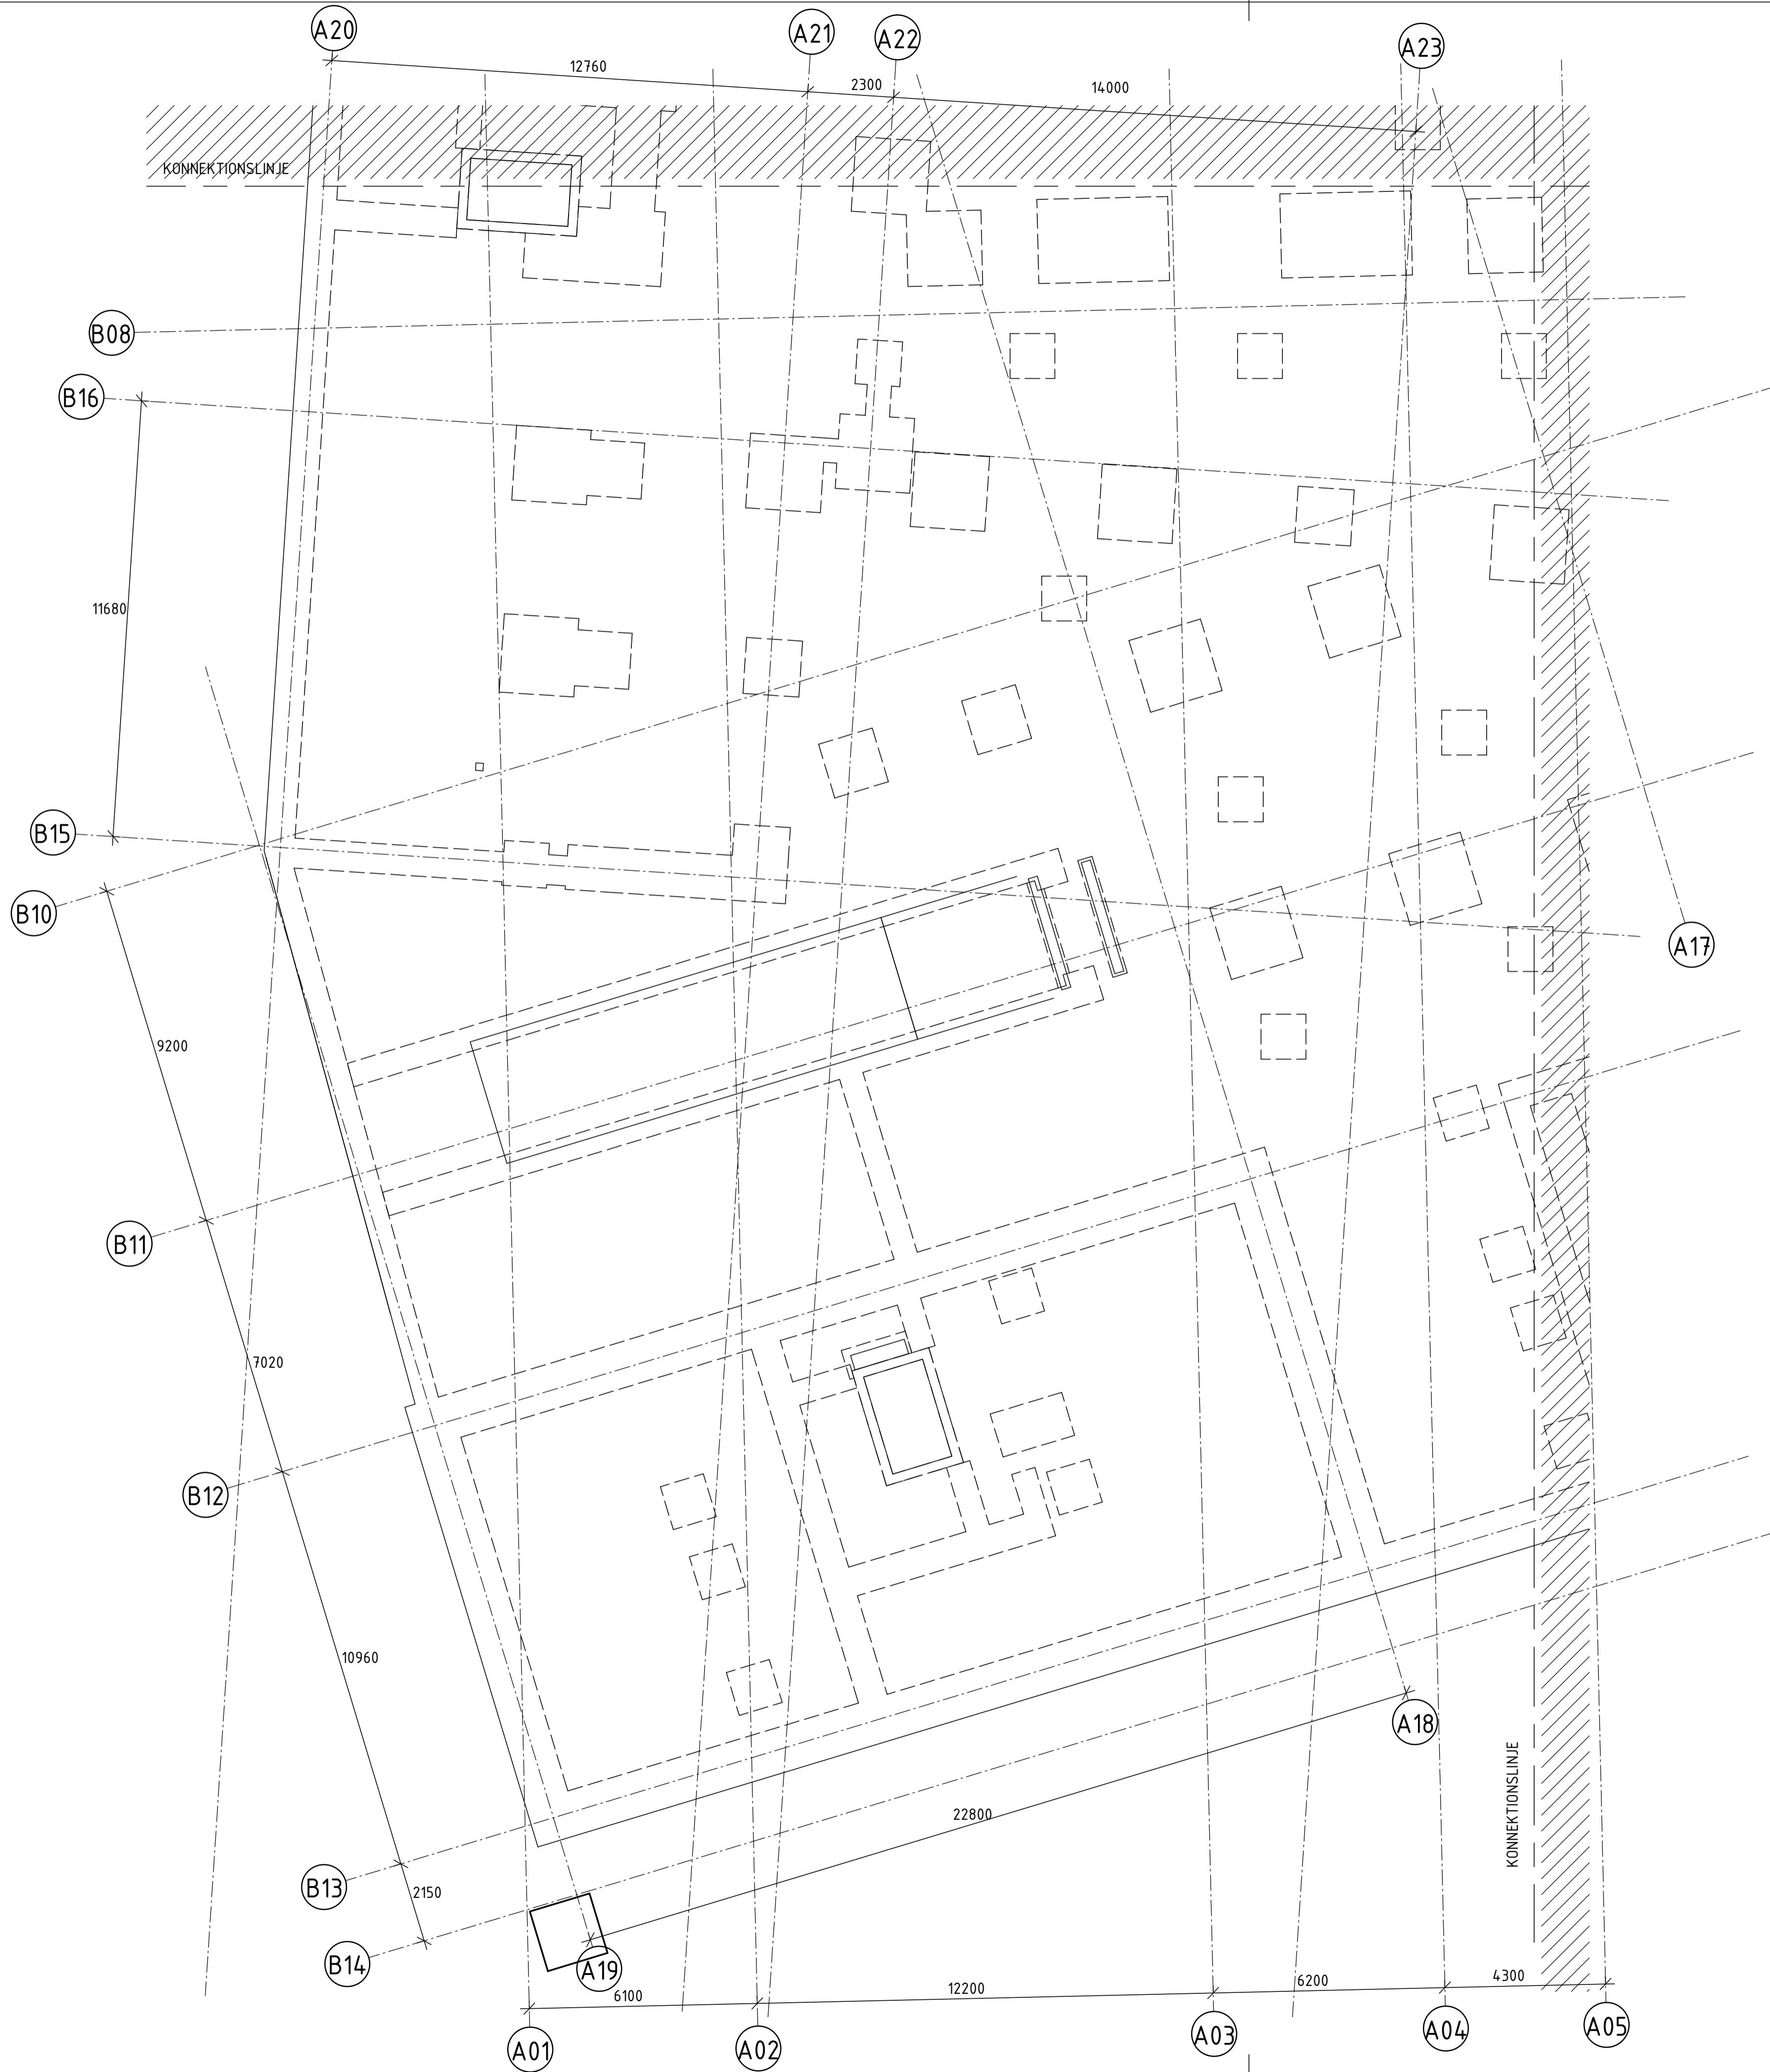 A20
A21
A22
A23
12760
2300
14000
KONNEKTIONSLINJE
B08
B16
11680
B15
B10
A17
9200
B11
7020
B12
10960
A18
KONNEKTIONSLINJE
22800
B13
2150
B14
A19
6100
12200
6200
4300
A01
A02
A03
A04
A05